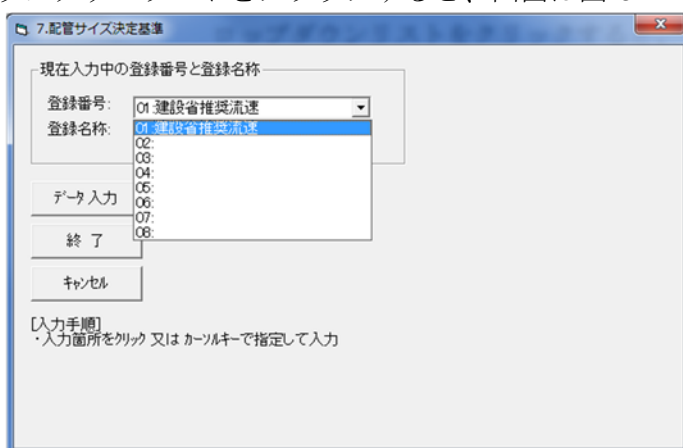 7.配管サイズ決定基準
現在入力中の登録番号と登録名称
登録番号:
01:建設省推奨流速
登録名称:
01:建設省推奨流速
02:
03:
04:
05:
06:
07:
08:
データ入力
終 了
キャンセル
[入力手順]
・入力箇所をクリック 又は カーソルキーで指定して入力